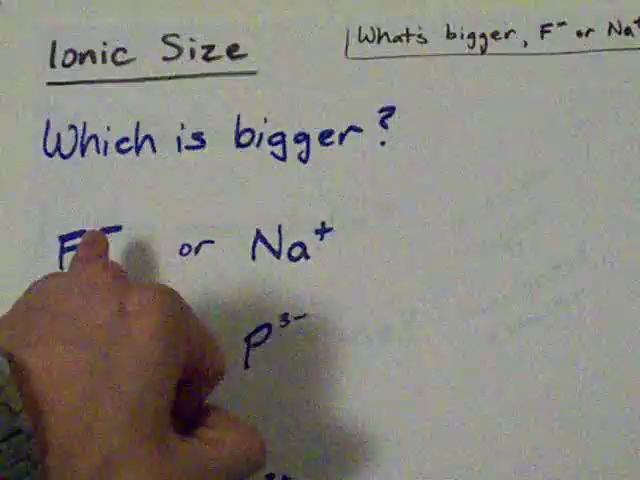 Ionic Size
What's bigger, F⁻ or Na⁺
Which is bigger?
F⁻ or Na⁺
P³⁻